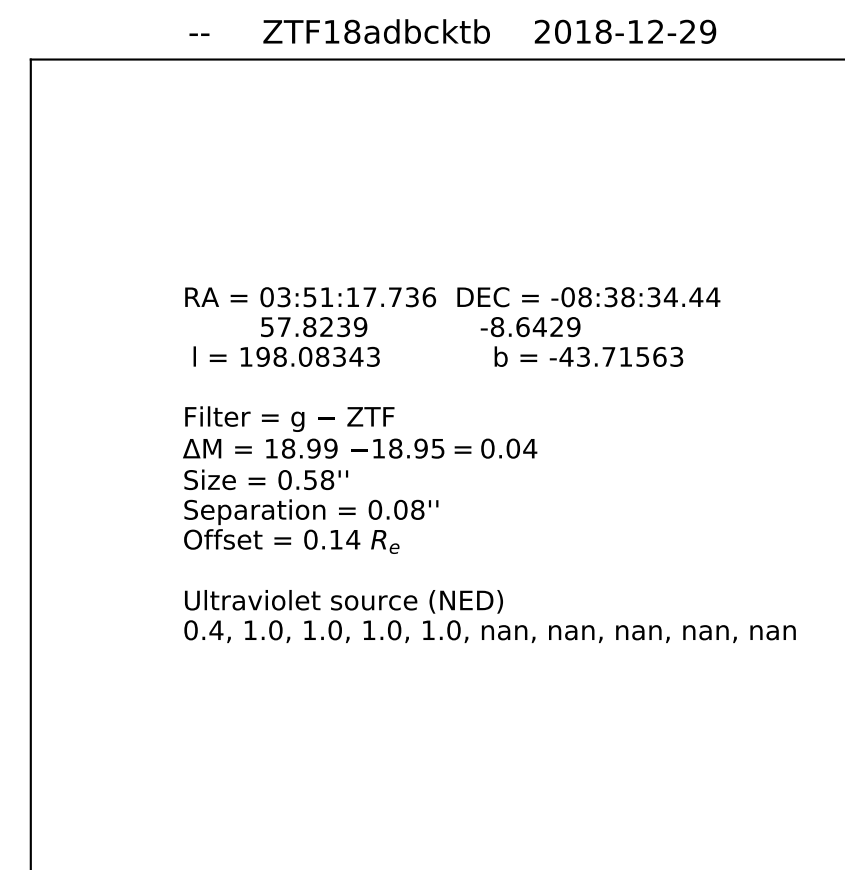 -- ZTF18adbcktb 2018-12-29
RA = 03:51:17.736 DEC = -08:38:34.44
57.8239 -8.6429
l = 198.08343 b = -43.71563
Filter = g − ZTF
ΔM = 18.99 −18.95 = 0.04
Size = 0.58''
Separation = 0.08''
Offset = 0.14 Re
Ultraviolet source (NED)
0.4, 1.0, 1.0, 1.0, 1.0, nan, nan, nan, nan, nan